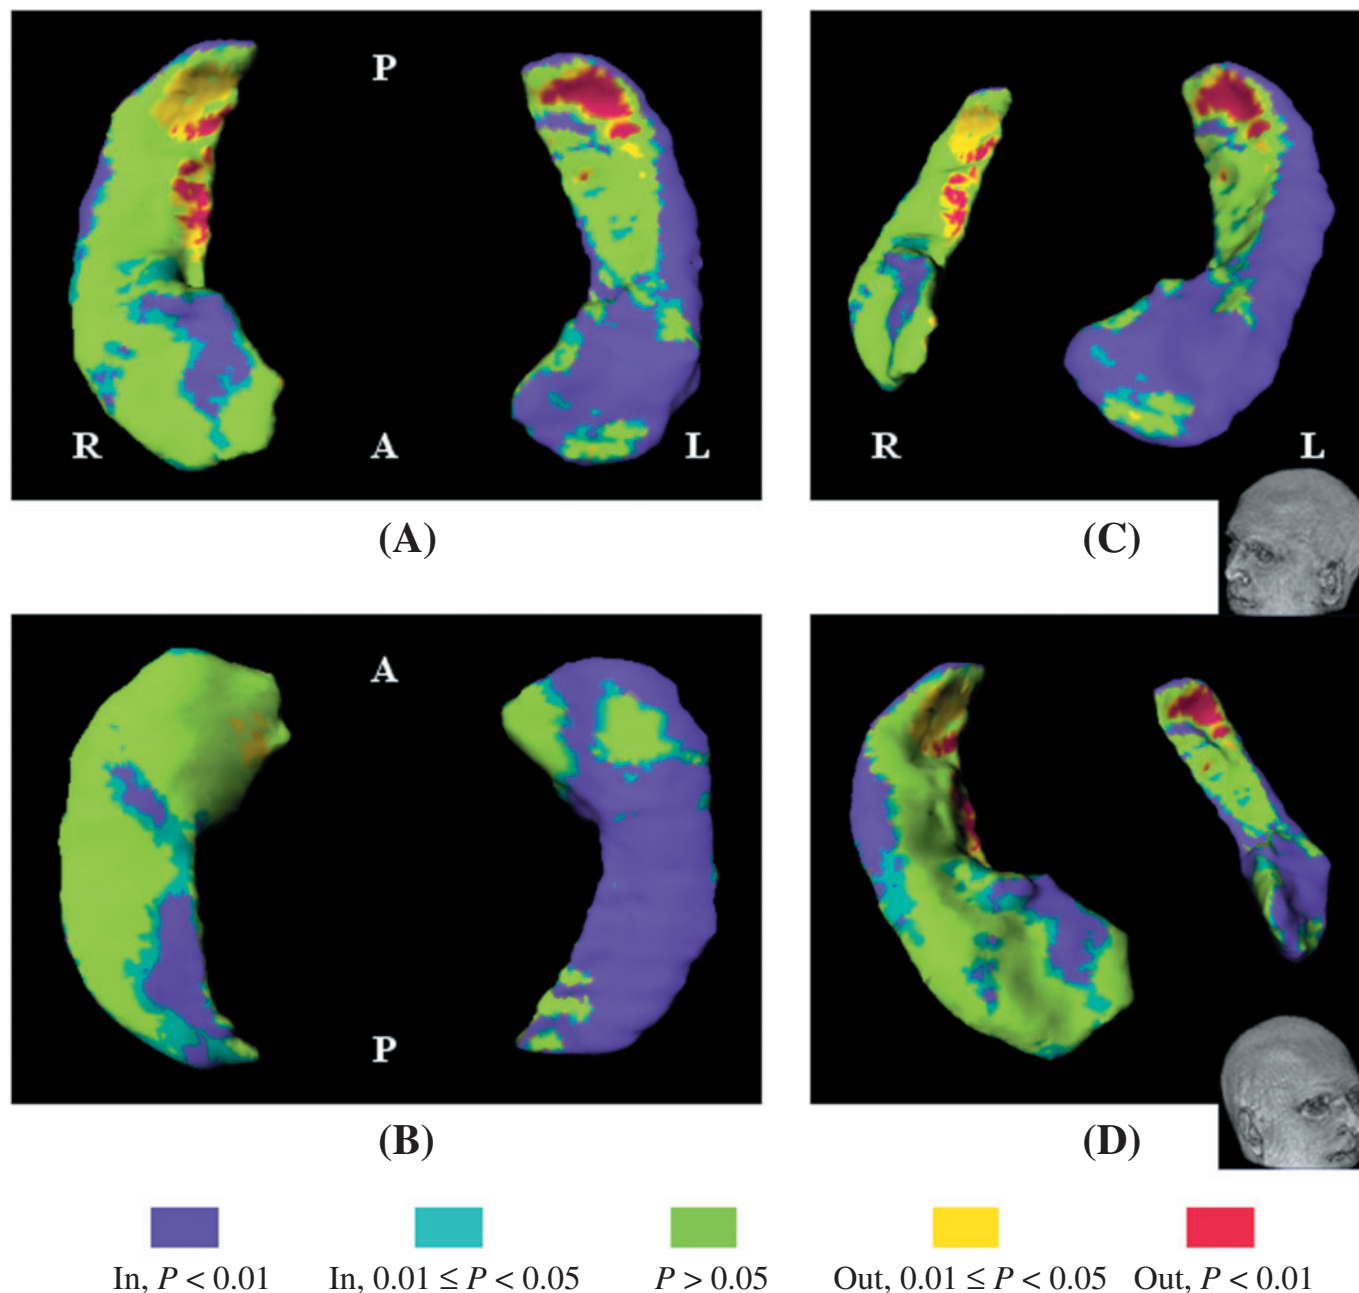 P
R A L
(A)
R L
(C)
A
P
(B)
(D)
In, P < 0.01
In, 0.01 ≤ P < 0.05
P > 0.05
Out, 0.01 ≤ P < 0.05
Out, P < 0.01